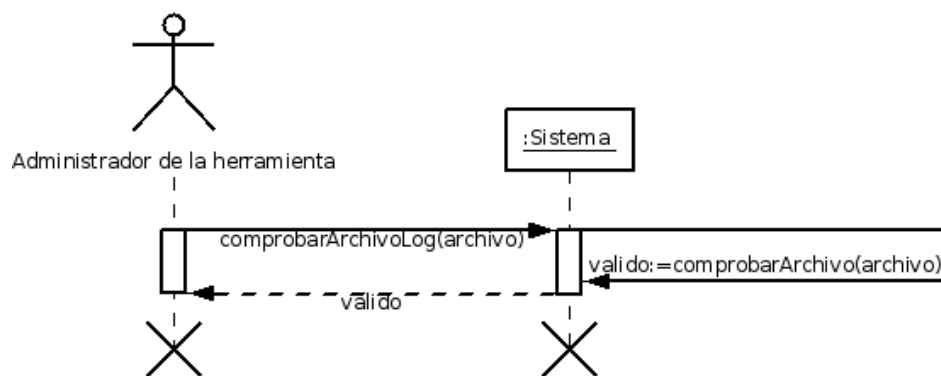 Administrador de la herramienta
:Sistema
comprobarArchivoLog(archivo)
valido:=comprobarArchivo(archivo)
valido